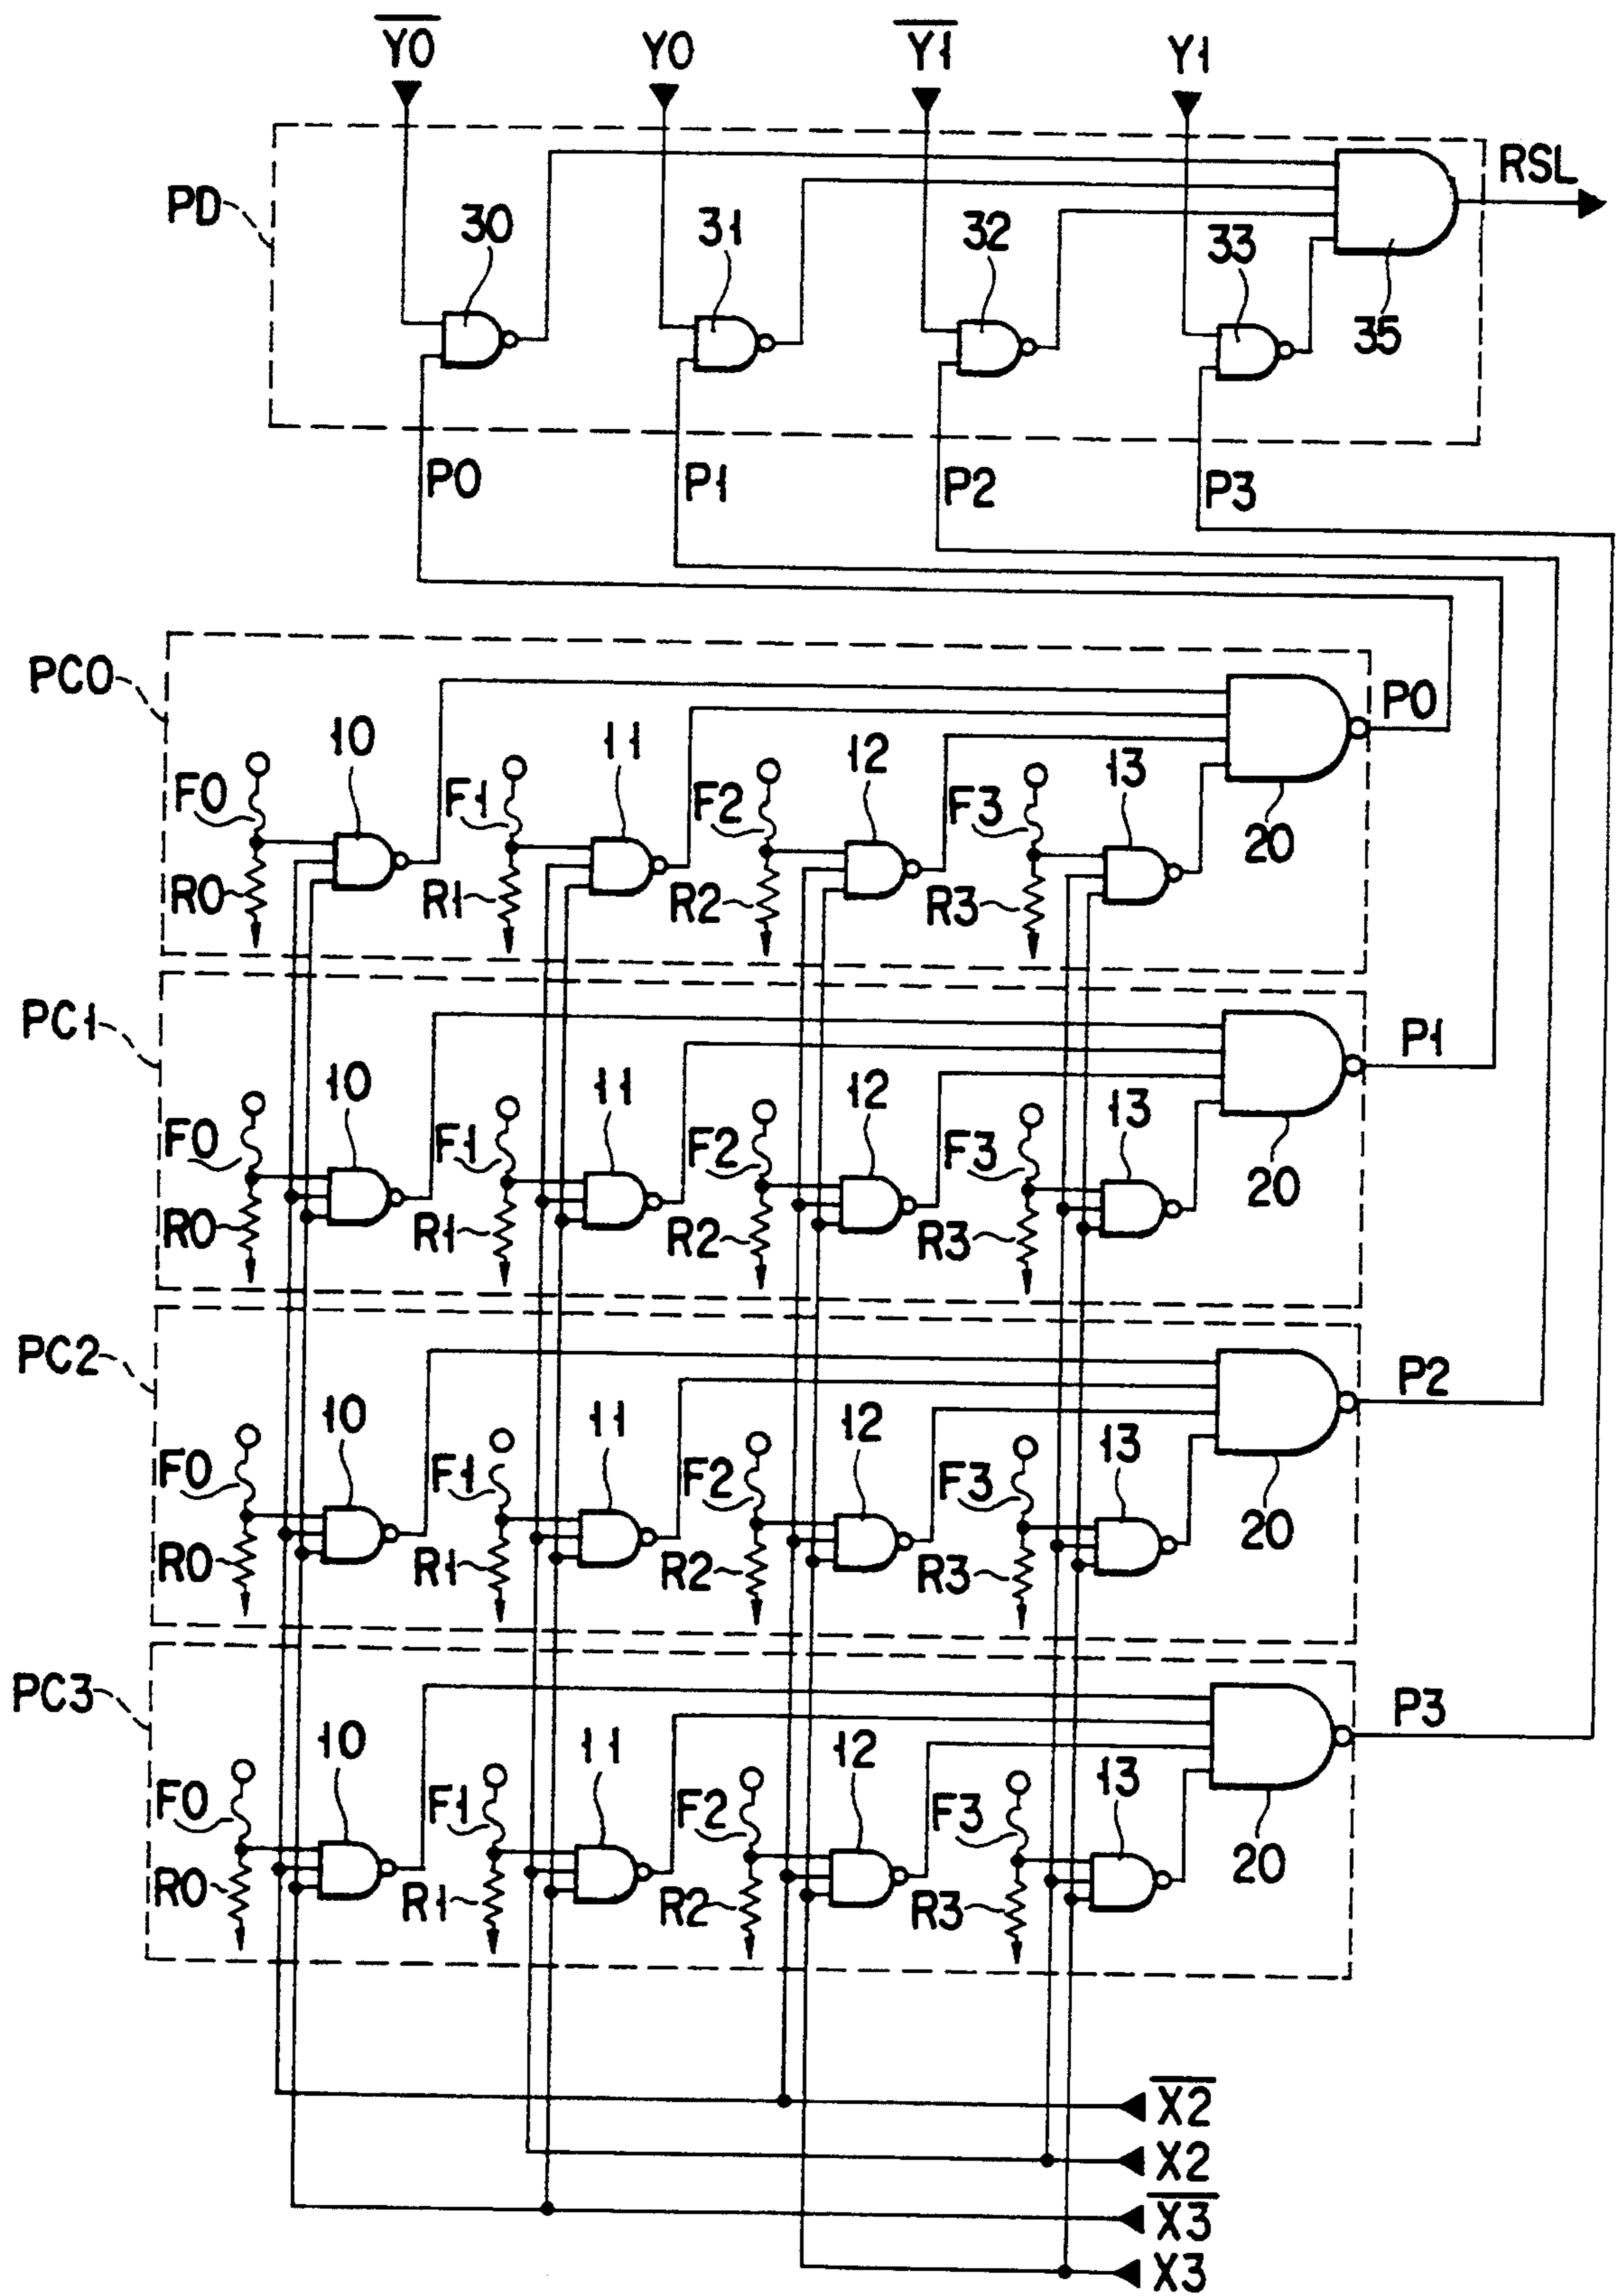 Y0 Y0 Y1 Y1
RSL
PD
30 31 32 33
35
P0 P1 P2 P3
PC0
P0
10 11 12 13
F0 F1 F2 F3
20
R0 R1 R2 R3
PC1
P1
10 11 12 13
F0 F1 F2 F3
20
R0 R1 R2 R3
PC2
P2
10 11 12 13
F0 F1 F2 F3
20
R0 R1 R2 R3
PC3
P3
10 11 12 13
F0 F1 F2 F3
20
R0 R1 R2 R3
X2
X2
X3
X3